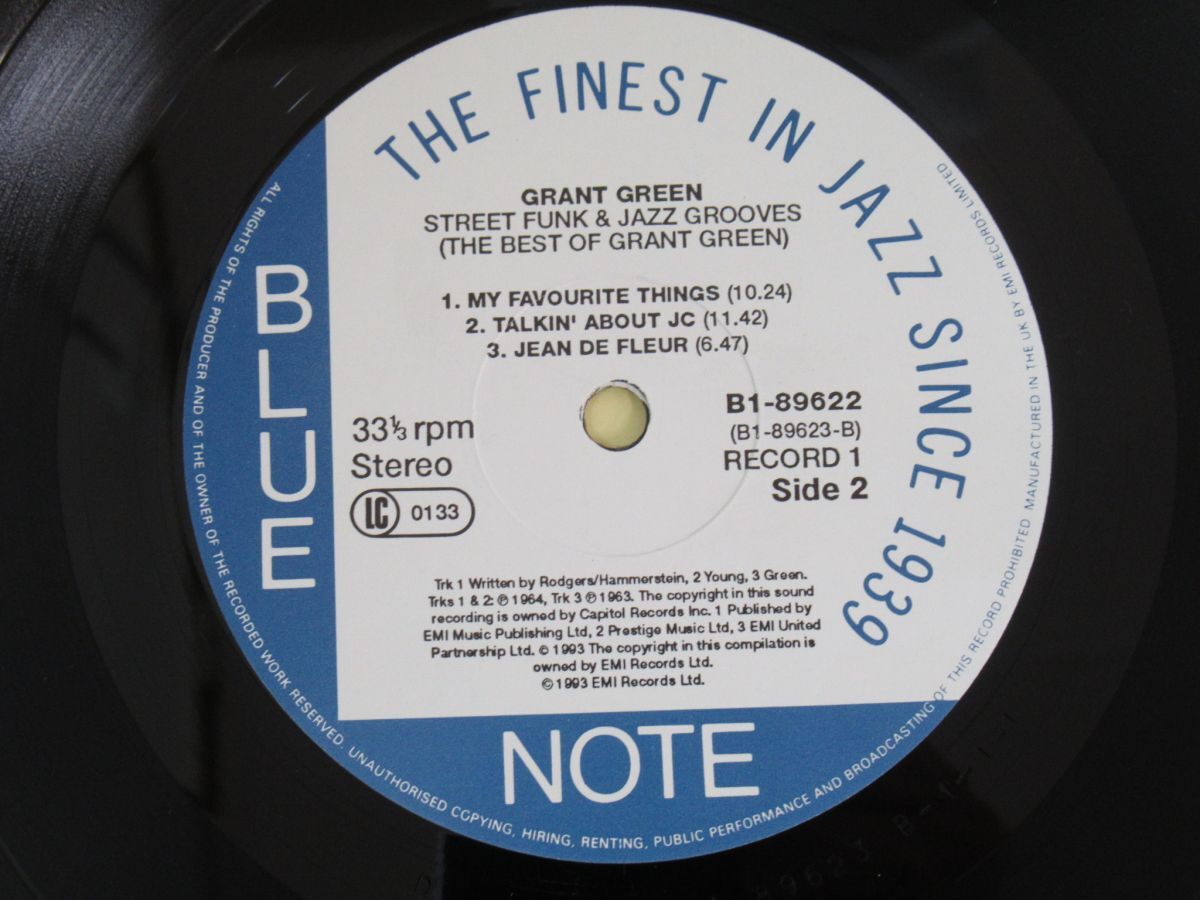 THE FINEST IN JAZZ SINCE 1939
GRANT GREEN
STREET FUNK & JAZZ GROOVES
(THE BEST OF GRANT GREEN)
1. MY FAVOURITE THINGS (10.24)
2. TALKIN' ABOUT JC (11.42)
3. JEAN DE FLEUR (6.47)
33⅓ rpm
Stereo
LC 0133
B1-89622
(B1-89623-B)
RECORD 1
Side 2
Trk 1 Written by Rodgers/Hammerstein, 2 Young, 3 Green.
Trks 1 & 2: ℗ 1964, Trk 3 ℗ 1963. The copyright in this sound
recording is owned by Capitol Records Inc. 1 Published by
EMI Music Publishing Ltd, 2 Prestige Music Ltd, 3 EMI United
Partnership Ltd. © 1993 The copyright in this compilation is
owned by EMI Records Ltd.
© 1993 EMI Records Ltd.
BLUE
NOTE
ALL RIGHTS OF THE PRODUCER AND OF THE OWNER OF THE RECORDED WORK RESERVED. UNAUTHORISED COPYING, HIRING, RENTING, PUBLIC PERFORMANCE AND BROADCASTING OF THIS RECORD PROHIBITED MANUFACTURED IN THE UK BY EMI RECORDS LIMITED